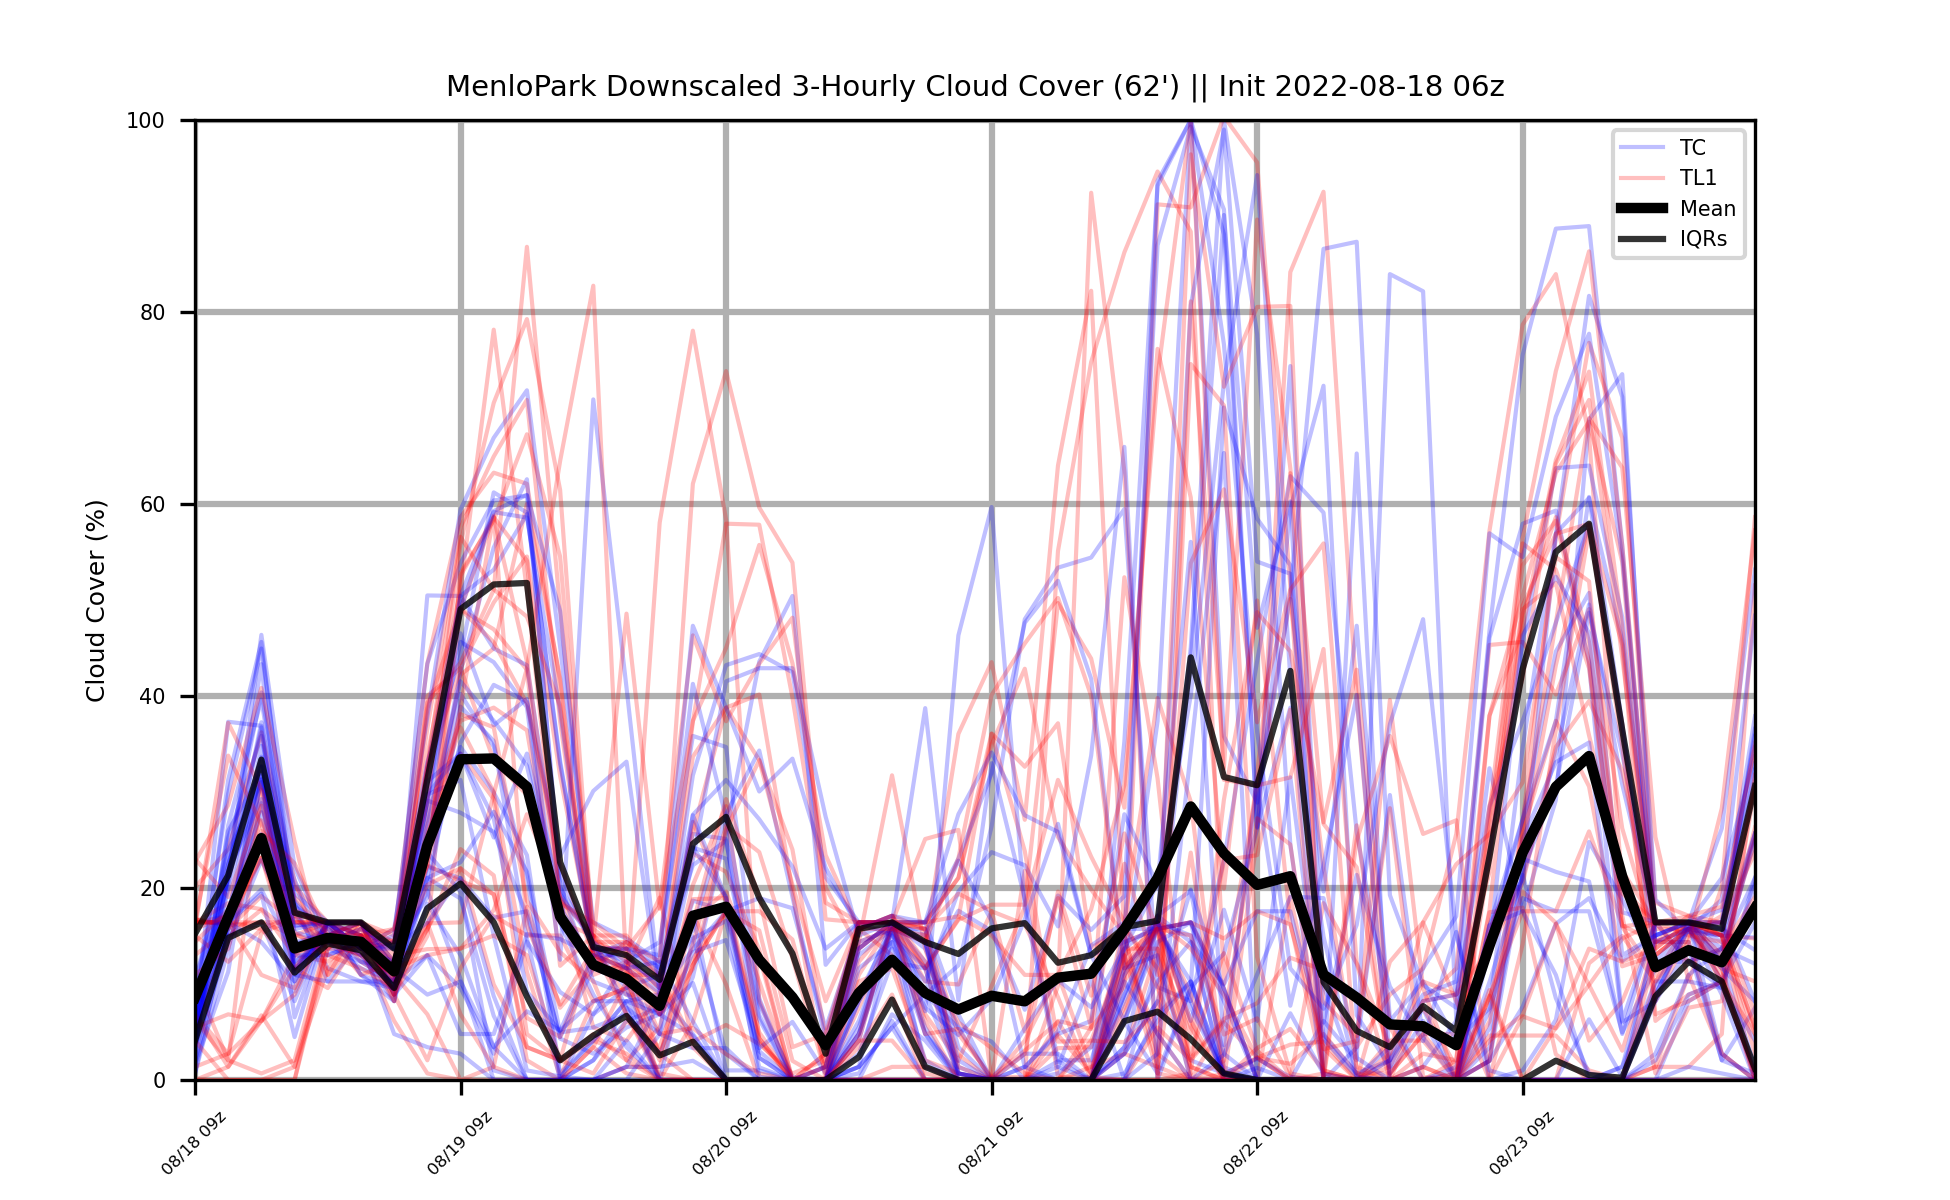 MenloPark Downscaled 3-Hourly Cloud Cover (62') || Init 2022-08-18 06z
Cloud Cover (%)
100
80
60
40
20
0
TC
TL1
Mean
IQRs
08/18 09z
08/19 09z
08/20 09z
08/21 09z
08/22 09z
08/23 09z